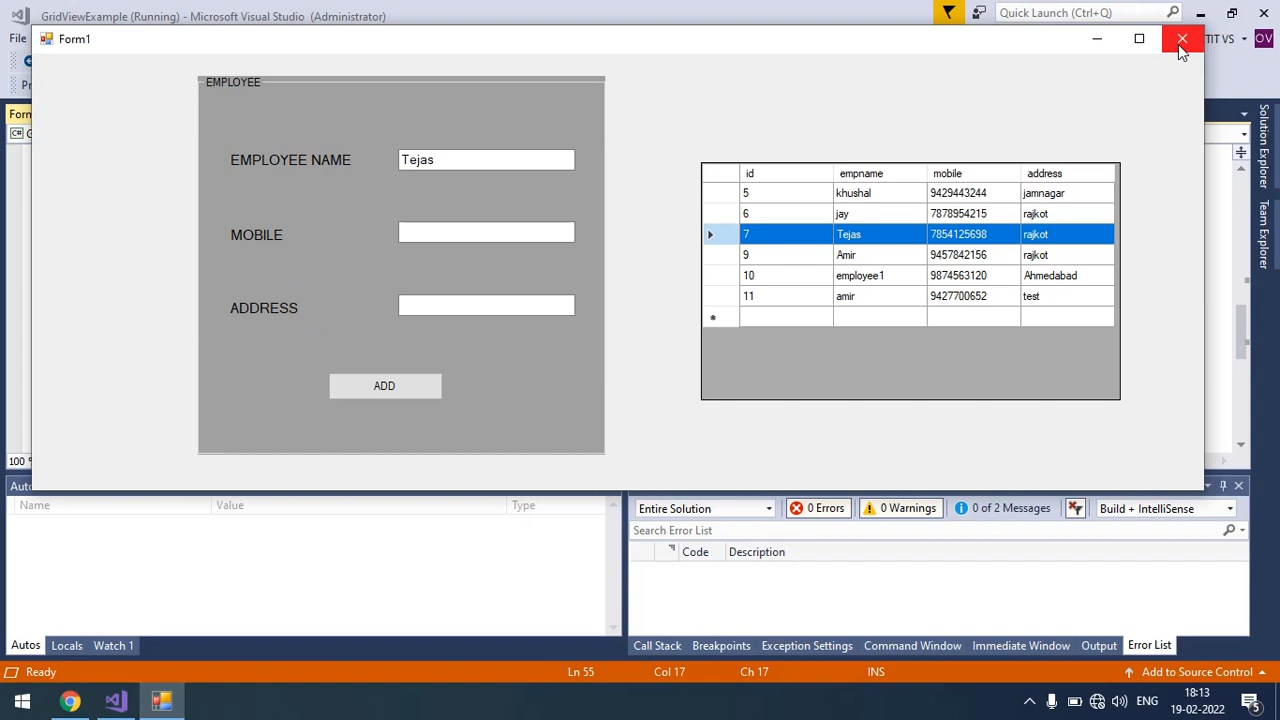 GridViewExample (Running) - Microsoft Visual Studio (Administrator)
Quick Launch (Ctrl+Q)
File
Form1
TIT VS
OV
EMPLOYEE
EMPLOYEE NAME
Tejas
MOBILE
ADDRESS
ADD
id empname mobile address
5 khushal 9429443244 jamnagar
6 jay 7878954215 rajkot
7 Tejas 7854125698 rajkot
9 Amir 9457842156 rajkot
10 employee1 9874563120 Ahmedabad
11 amir 9427700652 test
Solution Explorer
Team Explorer
100 %
Name Value Type
Autos Locals Watch 1
Entire Solution
0 Errors
0 Warnings
0 of 2 Messages
Build + IntelliSense
Search Error List
Code Description
Call Stack Breakpoints Exception Settings Command Window Immediate Window Output Error List
Ready
Ln 55
Col 17
Ch 17
INS
Add to Source Control
ENG
18:13
19-02-2022
5